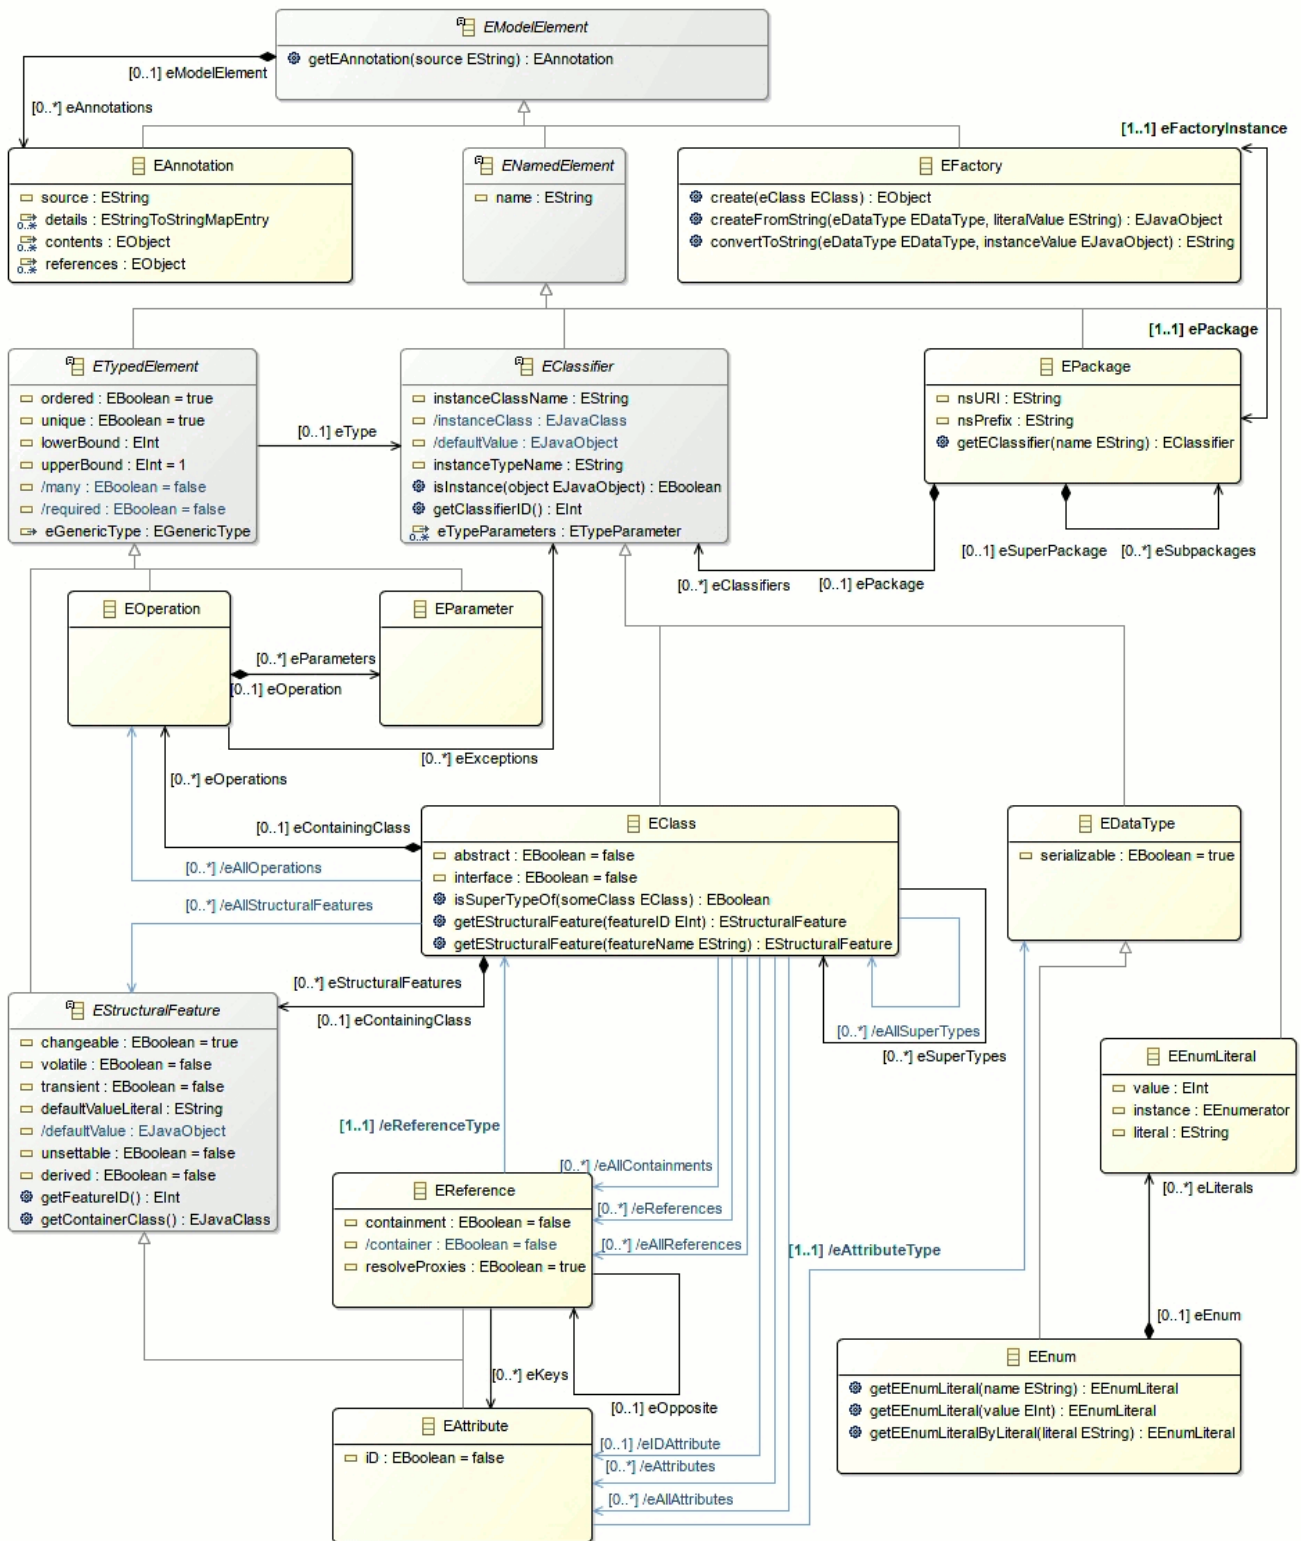 EModelElement
getEAnnotation(source EString) : EAnnotation
[0..1] eModelElement
[0..*] eAnnotations
[1..1] eFactoryInstance
EAnnotation
source : EString
details : EStringToStringMapEntry
0..*
contents : EObject
0..*
references : EObject
0..*
ENamedElement
name : EString
EFactory
create(eClass EClass) : EObject
createFromString(eDataType EDataType, literalValue EString) : EJavaObject
convertToString(eDataType EDataType, instanceValue EJavaObject) : EString
[1..1] ePackage
ETypedElement
ordered : EBoolean = true
unique : EBoolean = true
lowerBound : EInt
upperBound : EInt = 1
/many : EBoolean = false
/required : EBoolean = false
eGenericType : EGenericType
[0..1] eType
EClassifier
instanceClassName : EString
/instanceClass : EJavaClass
/defaultValue : EJavaObject
instanceTypeName : EString
isInstance(object EJavaObject) : EBoolean
getClassifierID() : EInt
eTypeParameters : ETypeParameter
0..*
EPackage
nsURI : EString
nsPrefix : EString
getEClassifier(name EString) : EClassifier
[0..1] eSuperPackage
[0..*] eSubpackages
[0..*] eClassifiers
[0..1] ePackage
EOperation
EParameter
[0..*] eParameters
[0..1] eOperation
[0..*] eExceptions
[0..*] eOperations
[0..1] eContainingClass
[0..*] /eAllOperations
[0..*] /eAllStructuralFeatures
EClass
abstract : EBoolean = false
interface : EBoolean = false
isSuperTypeOf(someClass EClass) : EBoolean
getEStructuralFeature(featureID EInt) : EStructuralFeature
getEStructuralFeature(featureName EString) : EStructuralFeature
EDataType
serializable : EBoolean = true
[0..*] eStructuralFeatures
[0..1] eContainingClass
[0..*] /eAllSuperTypes
[0..*] eSuperTypes
EStructuralFeature
changeable : EBoolean = true
volatile : EBoolean = false
transient : EBoolean = false
defaultValueLiteral : EString
/defaultValue : EJavaObject
unsettable : EBoolean = false
derived : EBoolean = false
getFeatureID() : EInt
getContainerClass() : EJavaClass
EEnumLiteral
value : EInt
instance : EEnumerator
literal : EString
[1..1] /eReferenceType
[0..*] /eAllContainments
[0..*] /eReferences
[0..*] /eAllReferences
EReference
containment : EBoolean = false
/container : EBoolean = false
resolveProxies : EBoolean = true
[0..*] eLiterals
[1..1] /eAttributeType
[0..1] eEnum
[0..*] eKeys
[0..1] eOpposite
EEnum
getEEnumLiteral(name EString) : EEnumLiteral
getEEnumLiteral(value EInt) : EEnumLiteral
getEEnumLiteralByLiteral(literal EString) : EEnumLiteral
EAttribute
iD : EBoolean = false
[0..1] /eIDAttribute
[0..*] /eAttributes
[0..*] /eAllAttributes